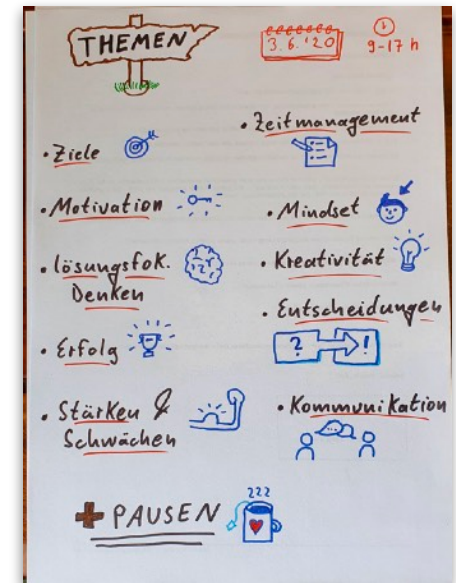 THEMEN
3.6.'20
9-17 h
• Ziele
• Motivation
• lösungsfok.
Denken
• Erfolg
• Stärken &
Schwächen
• Zeitmanagement
• Mindset
• Kreativität
• Entscheidungen
? !
• Kommunikation
+ PAUSEN